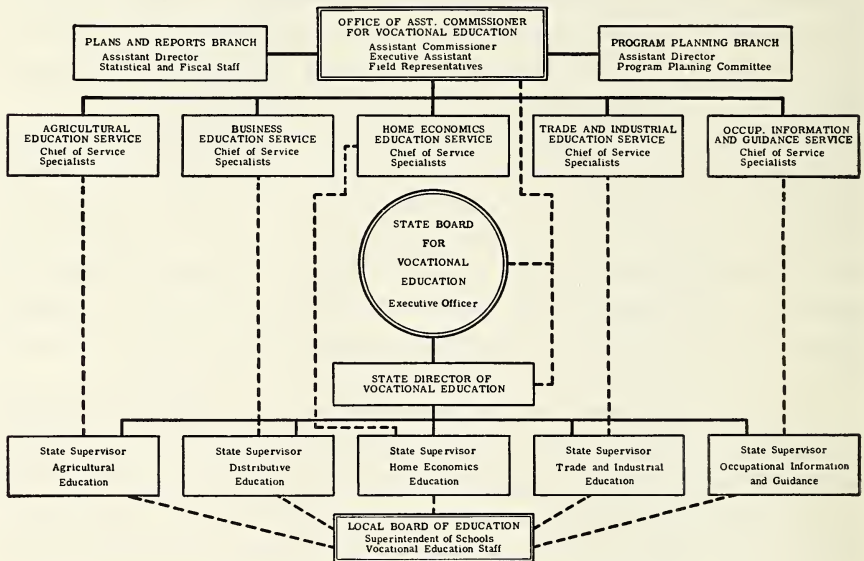 OFFICE OF ASST. COMMISSIONER
FOR VOCATIONAL EDUCATION
Assistant Commissioner
Executive Assistant
Field Representatives
PLANS AND REPORTS BRANCH
Assistant Director
Statistical and Fiscal Staff
PROGRAM PLANNING BRANCH
Assistant Director
Program Planning Committee
AGRICULTURAL
EDUCATION SERVICE
Chief of Service
Specialists
BUSINESS
EDUCATION SERVICE
Chief of Service
Specialists
HOME ECONOMICS
EDUCATION SERVICE
Chief of Service
Specialists
TRADE AND INDUSTRIAL
EDUCATION SERVICE
Chief of Service
Specialists
OCCUP. INFORMATION
AND GUIDANCE SERVICE
Chief of Service
Specialists
STATE BOARD
FOR
VOCATIONAL
EDUCATION
Executive Officer
STATE DIRECTOR OF
VOCATIONAL EDUCATION
State Supervisor
Agricultural
Education
State Supervisor
Distributive
Education
State Supervisor
Home Economics
Education
State Supervisor
Trade and Industrial
Education
State Supervisor
Occupational Information
and Guidance
LOCAL BOARD OF EDUCATION
Superintendent of Schools
Vocational Education Staff